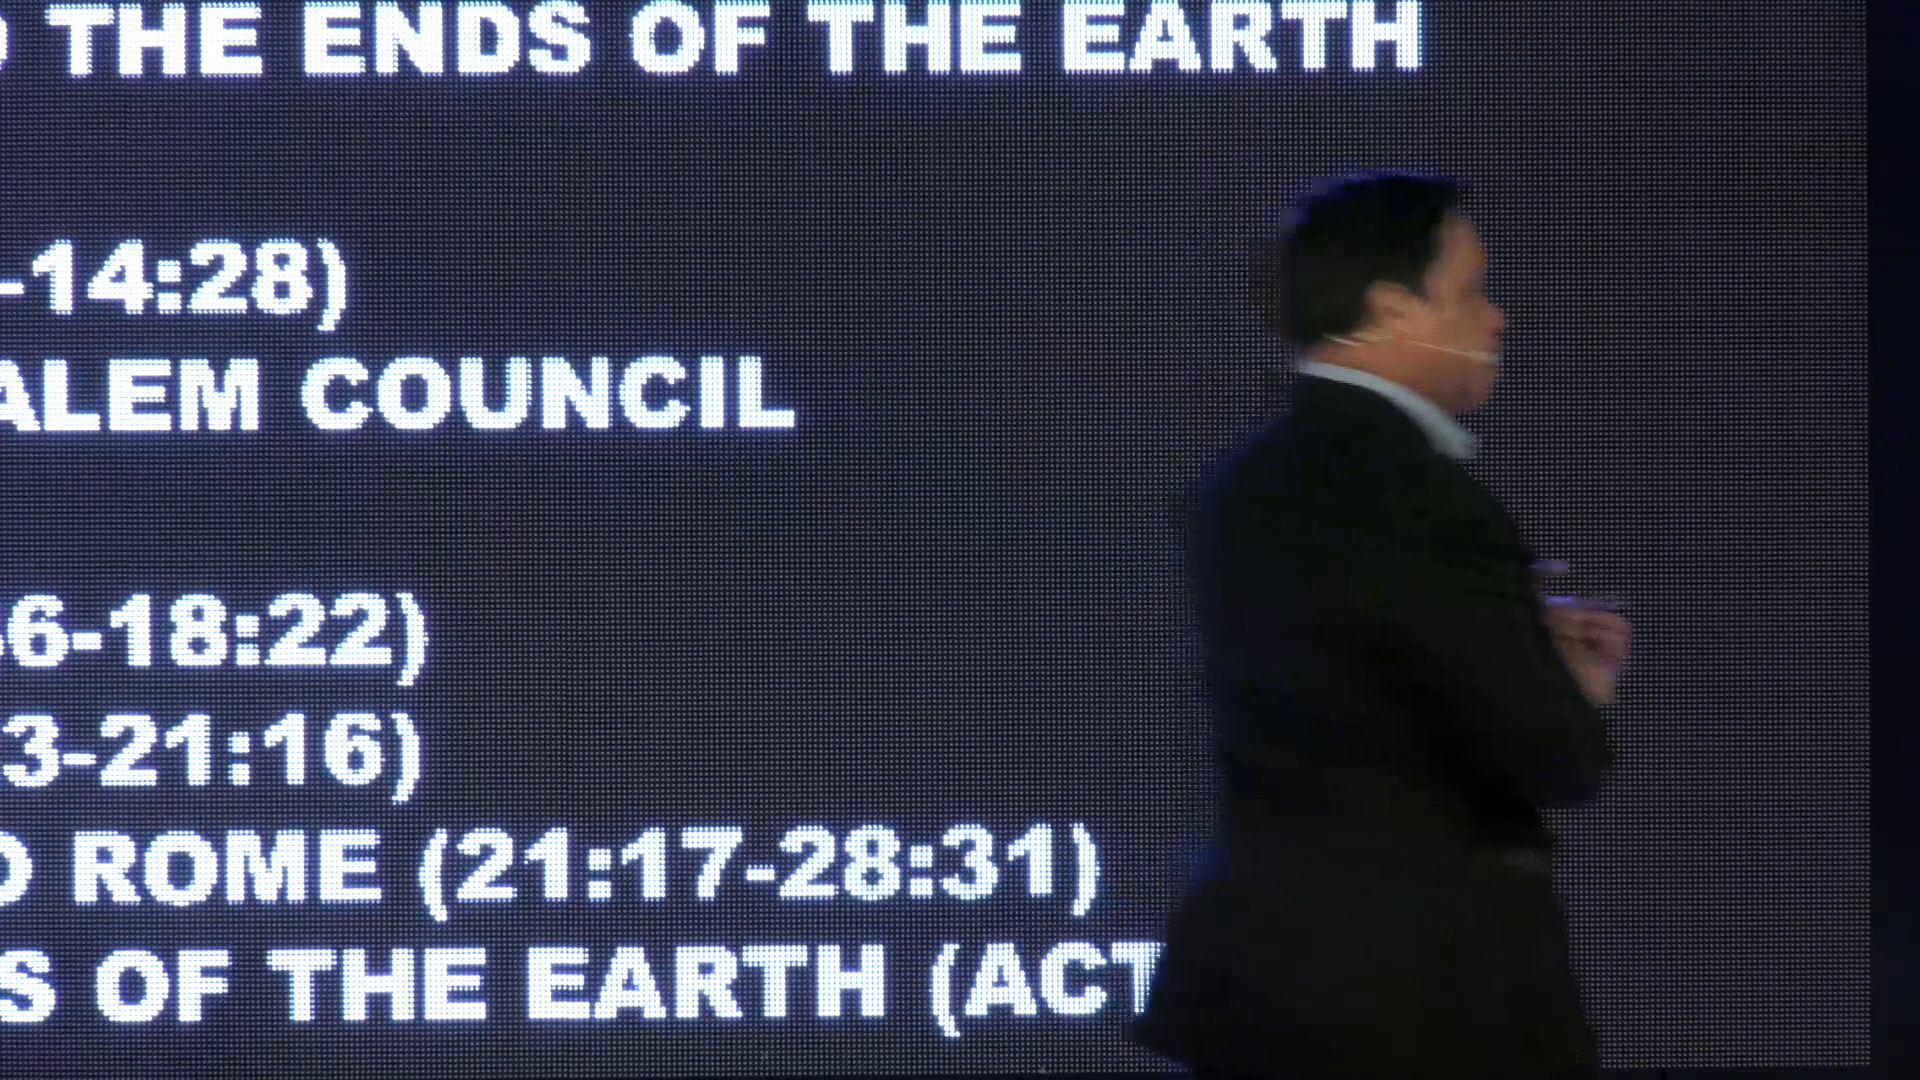 THE ENDS OF THE EARTH
-14:28)
ALEM COUNCIL
6-18:22)
3-21:16)
ROME (21:17-28:31)
S OF THE EARTH (ACT